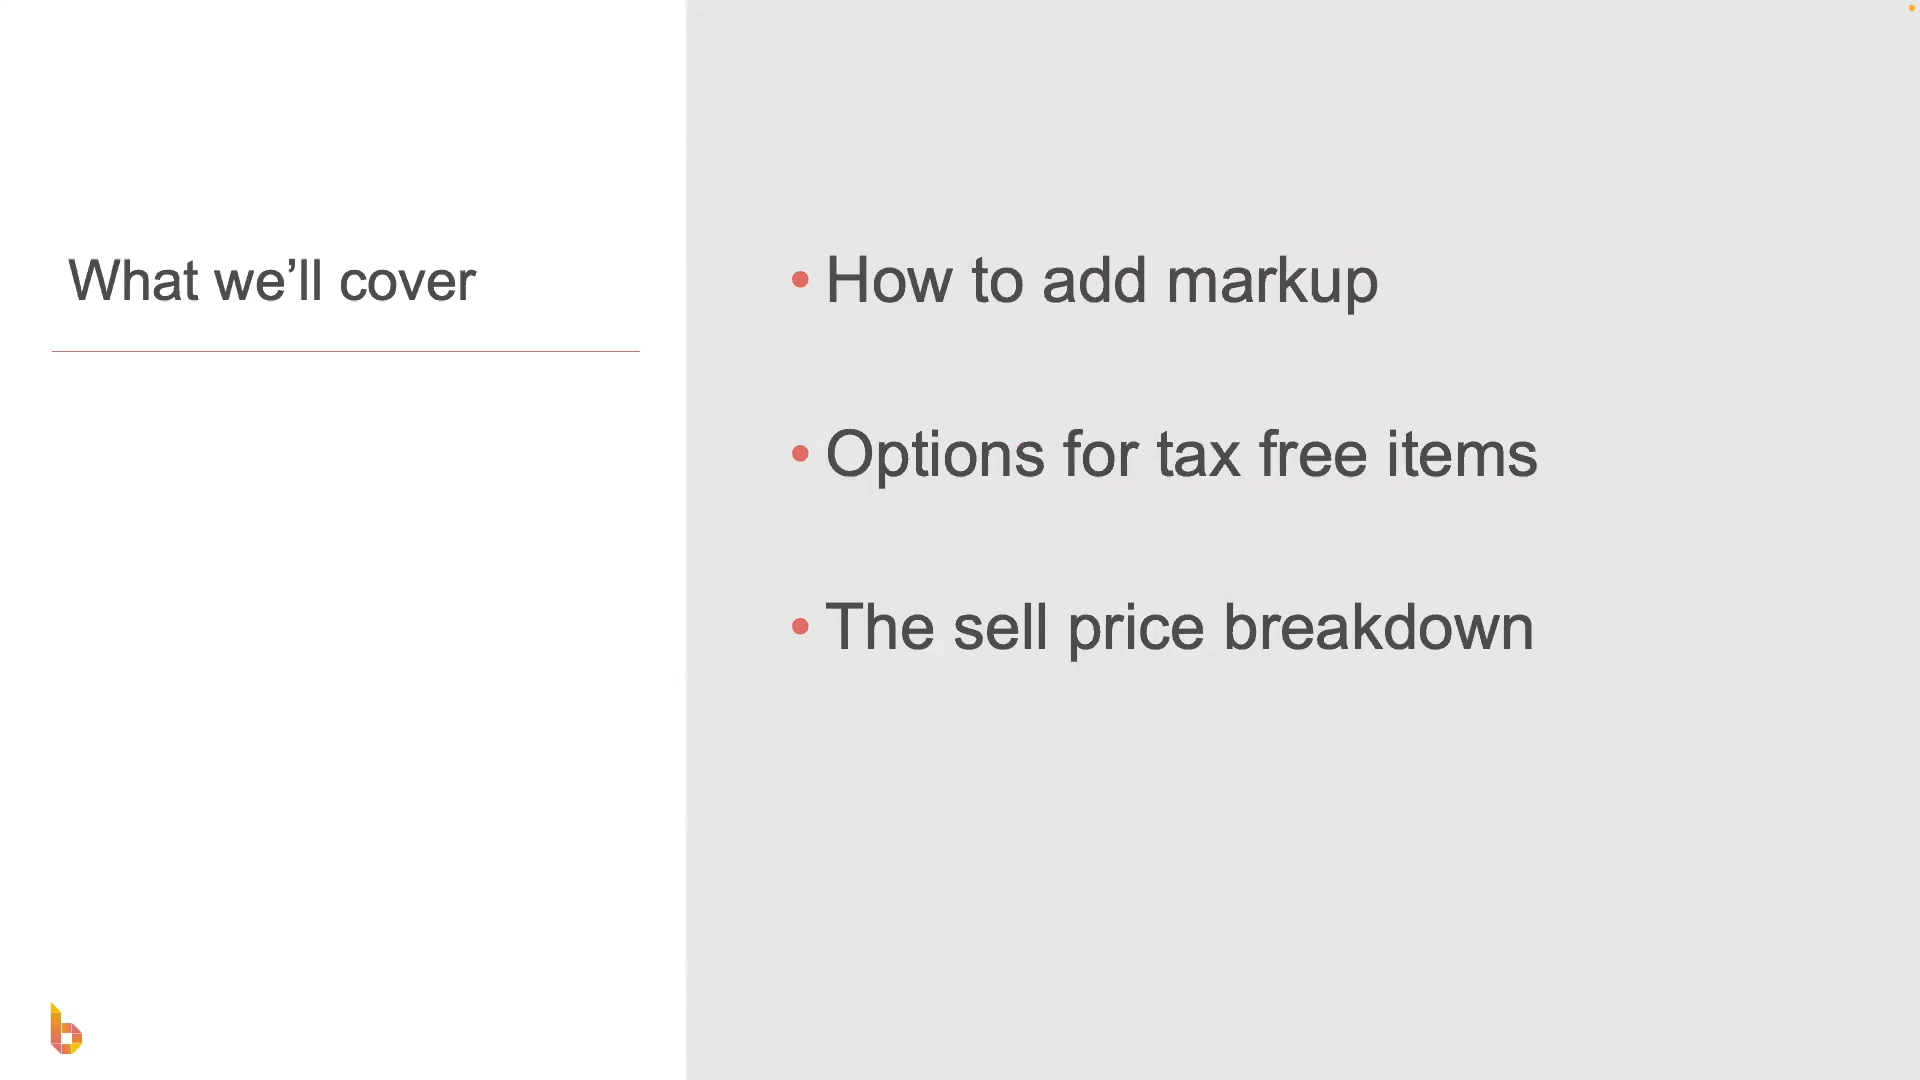 What we’ll cover
• How to add markup
• Options for tax free items
• The sell price breakdown